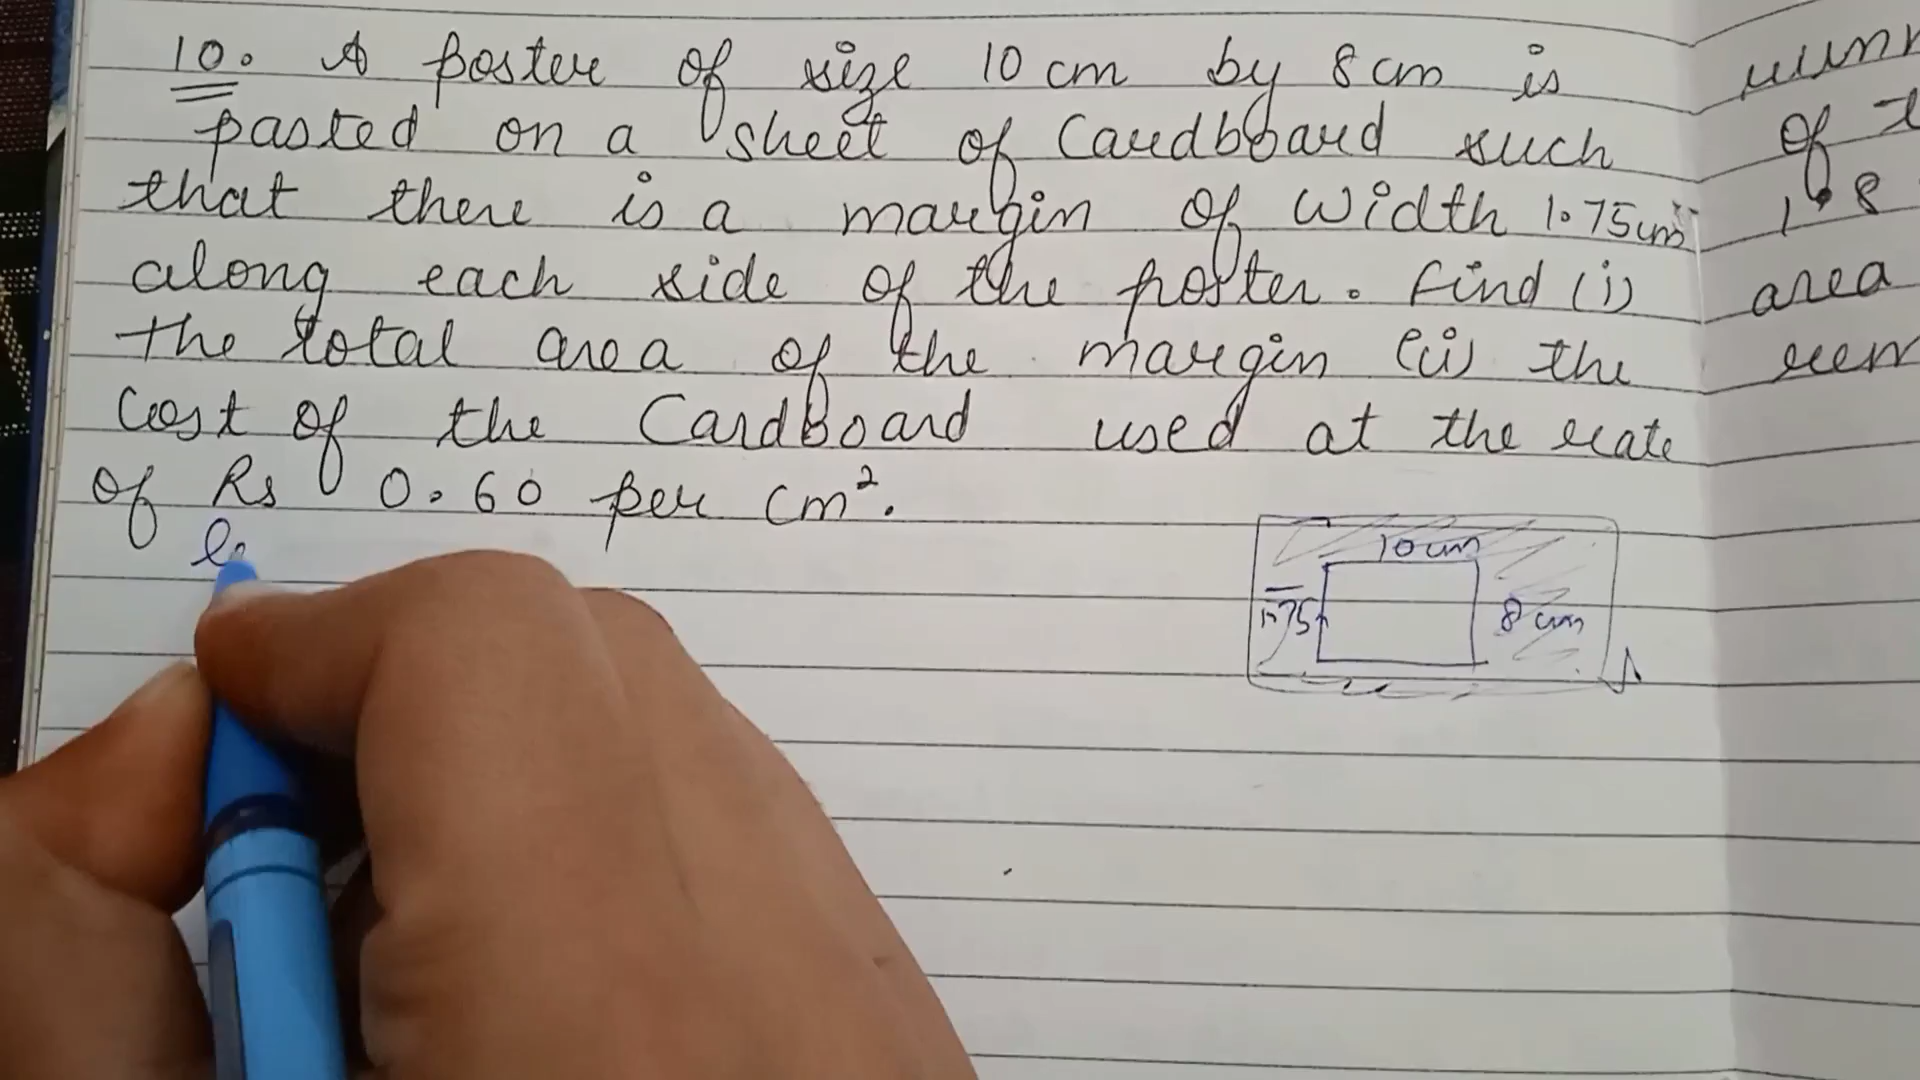 10. A poster of size 10 cm by 8 cm is
pasted on a sheet of Cardboard such
that there is a margin of width 1.75cm
along each side of the poster. Find (i)
the total area of the margin (ii) the
Cost of the CardBoard used at the rate
of Rs 0.60 per cm².
10 cm
1.75
8 cm
of
1.8
area